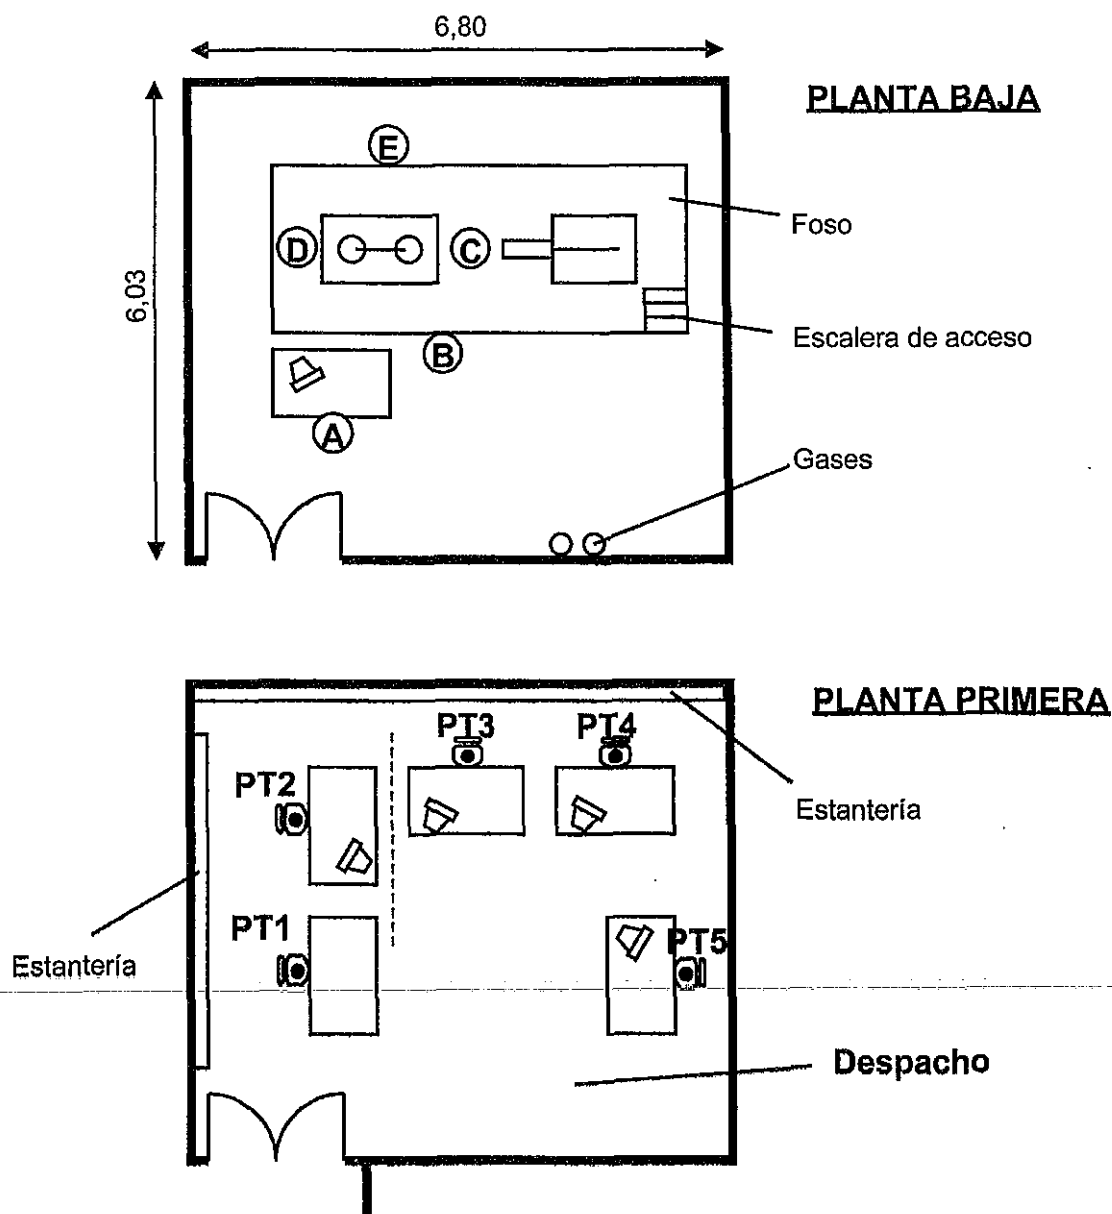 6,80
PLANTA BAJA
6,03
E
Foso
D
C
Escalera de acceso
B
A
Gases
PLANTA PRIMERA
PT3
PT4
PT2
Estantería
PT1
PT5
Estantería
Despacho